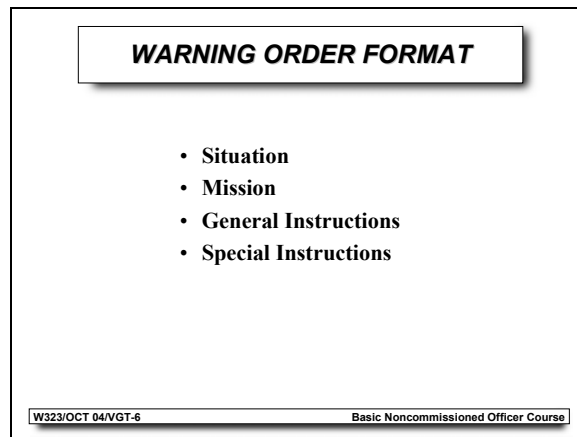 WARNING ORDER FORMAT
• Situation
• Mission
• General Instructions
• Special Instructions
W323/OCT 04/VGT-6 Basic Noncommissioned Officer Course